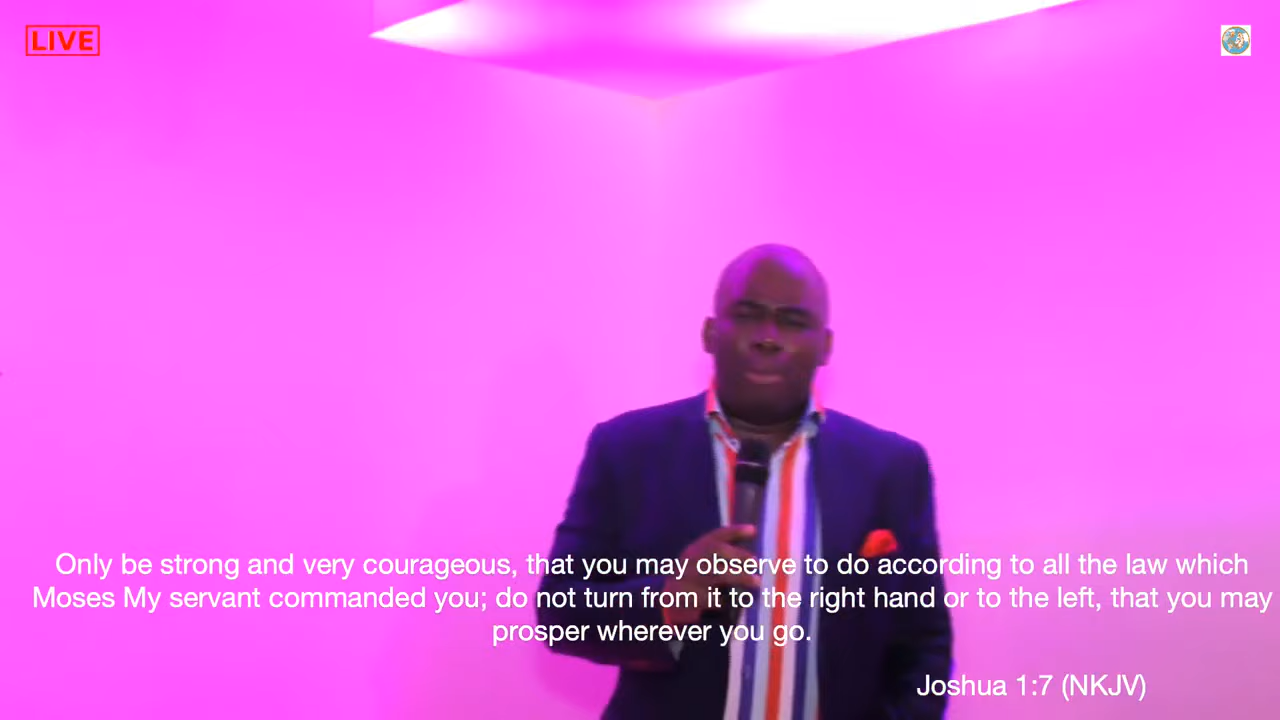 LIVE
Only be strong and very courageous, that you may observe to do according to all the law which
Moses My servant commanded you; do not turn from it to the right hand or to the left, that you may
prosper wherever you go.
Joshua 1:7 (NKJV)